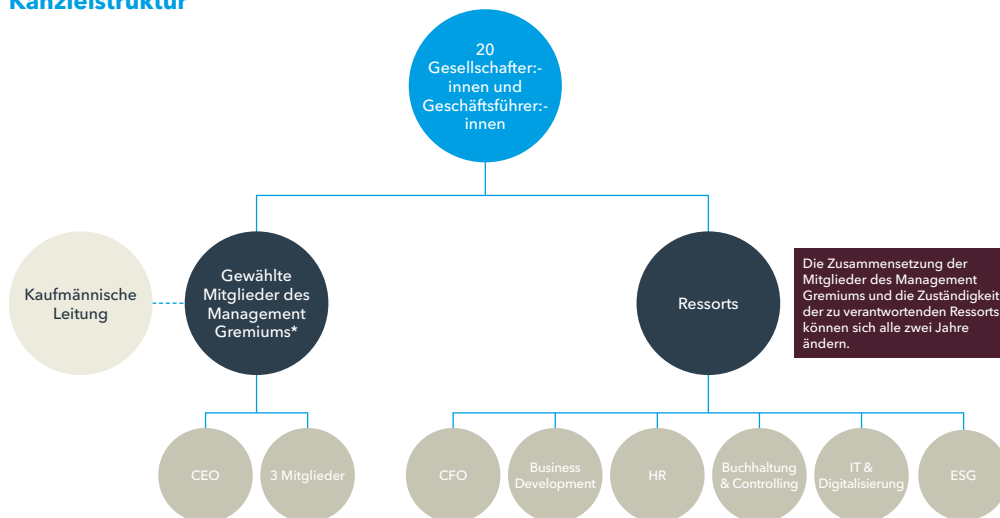 Kanzleistruktur
20
Gesellschafter:-
innen und
Geschäftsführer:-
innen
Kaufmännische
Leitung
Gewählte
Mitglieder des
Management
Gremiums*
Ressorts
Die Zusammensetzung der
Mitglieder des Management
Gremiums und die Zuständigkeit
der zu verantwortenden Ressorts
können sich alle zwei Jahre
ändern.
CEO
3 Mitglieder
CFO
Business
Development
HR
Buchhaltung
& Controlling
IT &
Digitalisierung
ESG